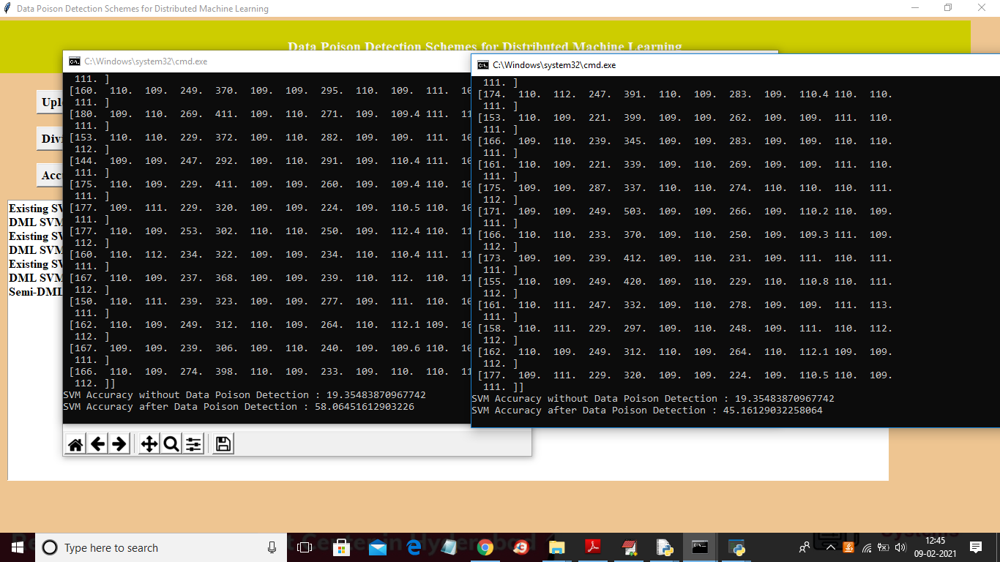 Data Poison Detection Schemes for Distributed Machine Learning
Data Poison Detection Schemes for Distributed Machine Learning
Existing
DML SVM
Existing
DML SVM
Existing
DML SVM
Semi-DML
C:\Windows\system32\cmd.exe
111. ]
[160. 110. 109. 249. 370. 109. 109. 295. 110. 109. 111.
111. ]
[180. 109. 110. 269. 411. 109. 110. 271. 109. 109.4 111.
111. ]
[153. 110. 110. 229. 372. 109. 110. 282. 109. 109. 111.
112. ]
[144. 109. 109. 247. 292. 109. 110. 291. 109. 110.4 111.
111. ]
[175. 110. 109. 229. 411. 109. 109. 260. 109. 109.4 110.
111. ]
[177. 109. 111. 229. 320. 109. 109. 224. 109. 110.5 110.
111. ]
[177. 110. 109. 253. 302. 110. 110. 250. 109. 112.4 110.
112. ]
[160. 110. 112. 234. 322. 109. 109. 234. 110. 110.4 111.
111. ]
[167. 110. 109. 237. 368. 109. 109. 239. 110. 112. 110.
112. ]
[150. 110. 111. 239. 323. 109. 109. 277. 109. 111. 110.
111. ]
[162. 110. 109. 249. 312. 110. 109. 264. 110. 112.1 109.
112. ]
[167. 109. 109. 239. 306. 109. 110. 240. 109. 109.6 110.
111. ]
[166. 110. 109. 274. 398. 110. 109. 233. 109. 110. 110.
112. ]]
SVM Accuracy without Data Poison Detection : 19.35483870967742
SVM Accuracy after Data Poison Detection : 58.06451612903226
C:\Windows\system32\cmd.exe
111. ]
[174. 110. 112. 247. 391. 110. 109. 283. 109. 110.4 110. 110.
111. ]
[153. 110. 109. 221. 399. 109. 109. 262. 109. 109. 111. 110.
111. ]
[166. 109. 110. 239. 345. 109. 109. 283. 109. 109. 110. 110.
111. ]
[161. 110. 109. 221. 339. 109. 110. 269. 109. 109. 111. 110.
111. ]
[175. 109. 109. 287. 337. 110. 110. 274. 110. 110. 110. 111.
112. ]
[171. 109. 109. 249. 503. 109. 109. 266. 109. 110.2 110. 109.
111. ]
[166. 110. 110. 233. 370. 109. 110. 250. 109. 109.3 111. 109.
112. ]
[173. 109. 109. 239. 412. 109. 110. 231. 109. 111. 110. 111.
111. ]
[155. 110. 109. 249. 420. 109. 110. 229. 110. 110.8 110. 111.
112. ]
[161. 110. 111. 247. 332. 109. 110. 278. 109. 109. 111. 113.
111. ]
[158. 110. 111. 229. 297. 109. 110. 248. 109. 111. 110. 112.
112. ]
[162. 110. 109. 249. 312. 110. 109. 264. 110. 112.1 109. 109.
112. ]
[177. 109. 111. 229. 320. 109. 109. 224. 109. 110.5 110. 109.
111. ]]
SVM Accuracy without Data Poison Detection : 19.35483870967742
SVM Accuracy after Data Poison Detection : 45.16129032258064
Type here to search
12:45
09-02-2021